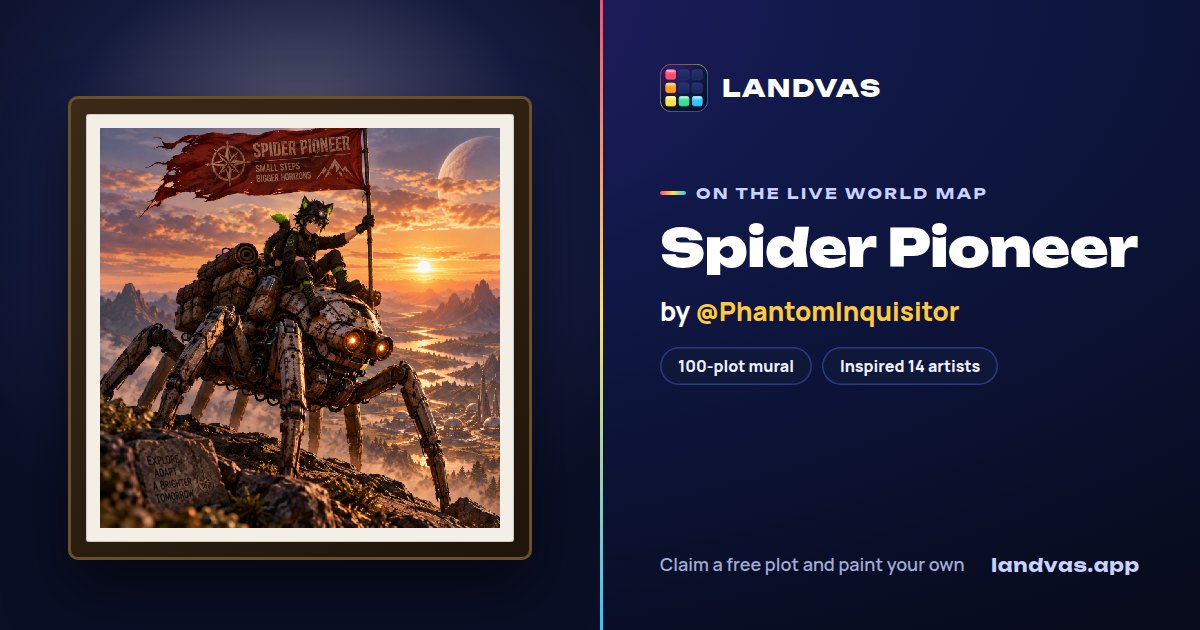 SPIDER PIONEER
SMALL STEPS
BIGGER HORIZONS
EXPLORE
ADAPT
A BRIGHTER
TOMORROW
LANDVAS
ON THE LIVE WORLD MAP
Spider Pioneer
by @PhantomInquisitor
100-plot mural
Inspired 14 artists
Claim a free plot and paint your own
landvas.app